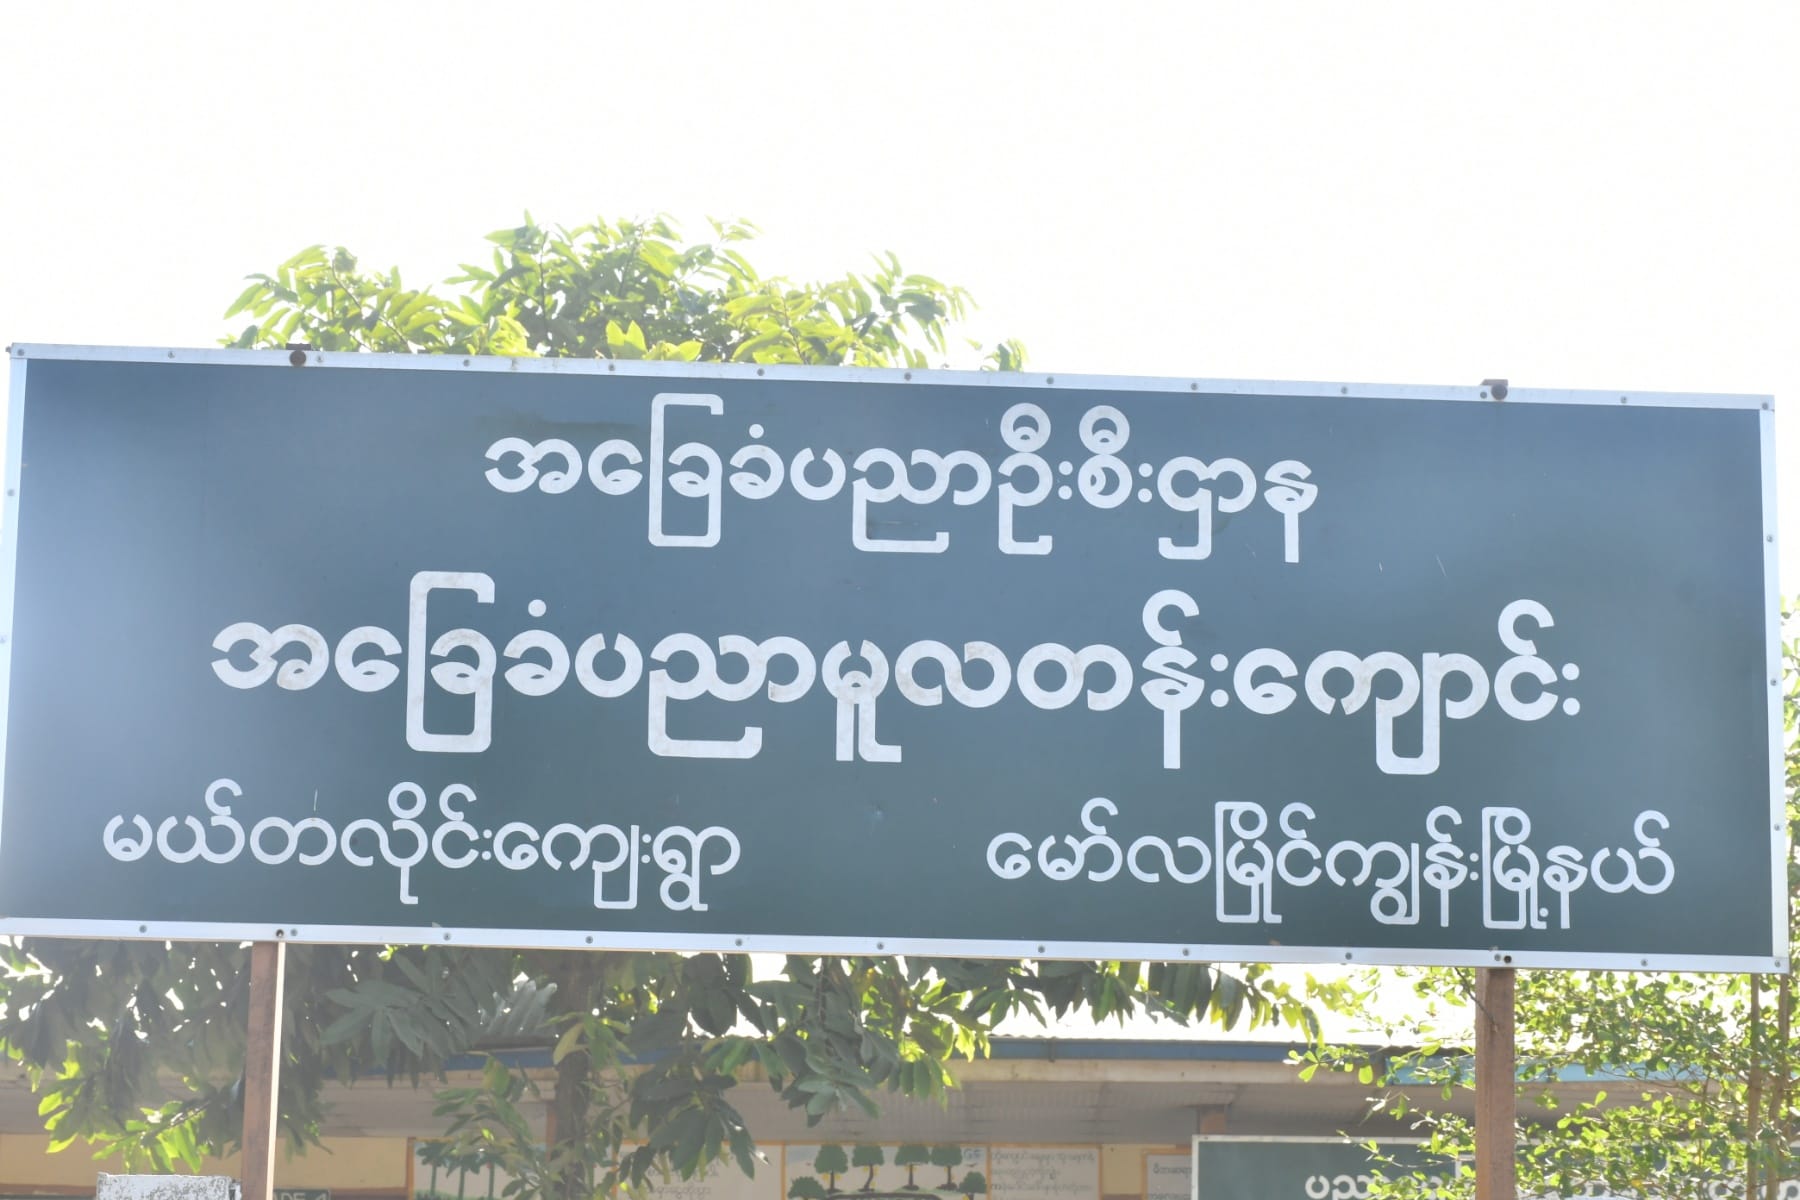 အခြေခံပညာဦးစီးဌာန
အခြေခံပညာမူလတန်းကျောင်း
မယ်တလိုင်းကျေးရွာ မော်လမြိုင်ကျွန်းမြို့နယ်